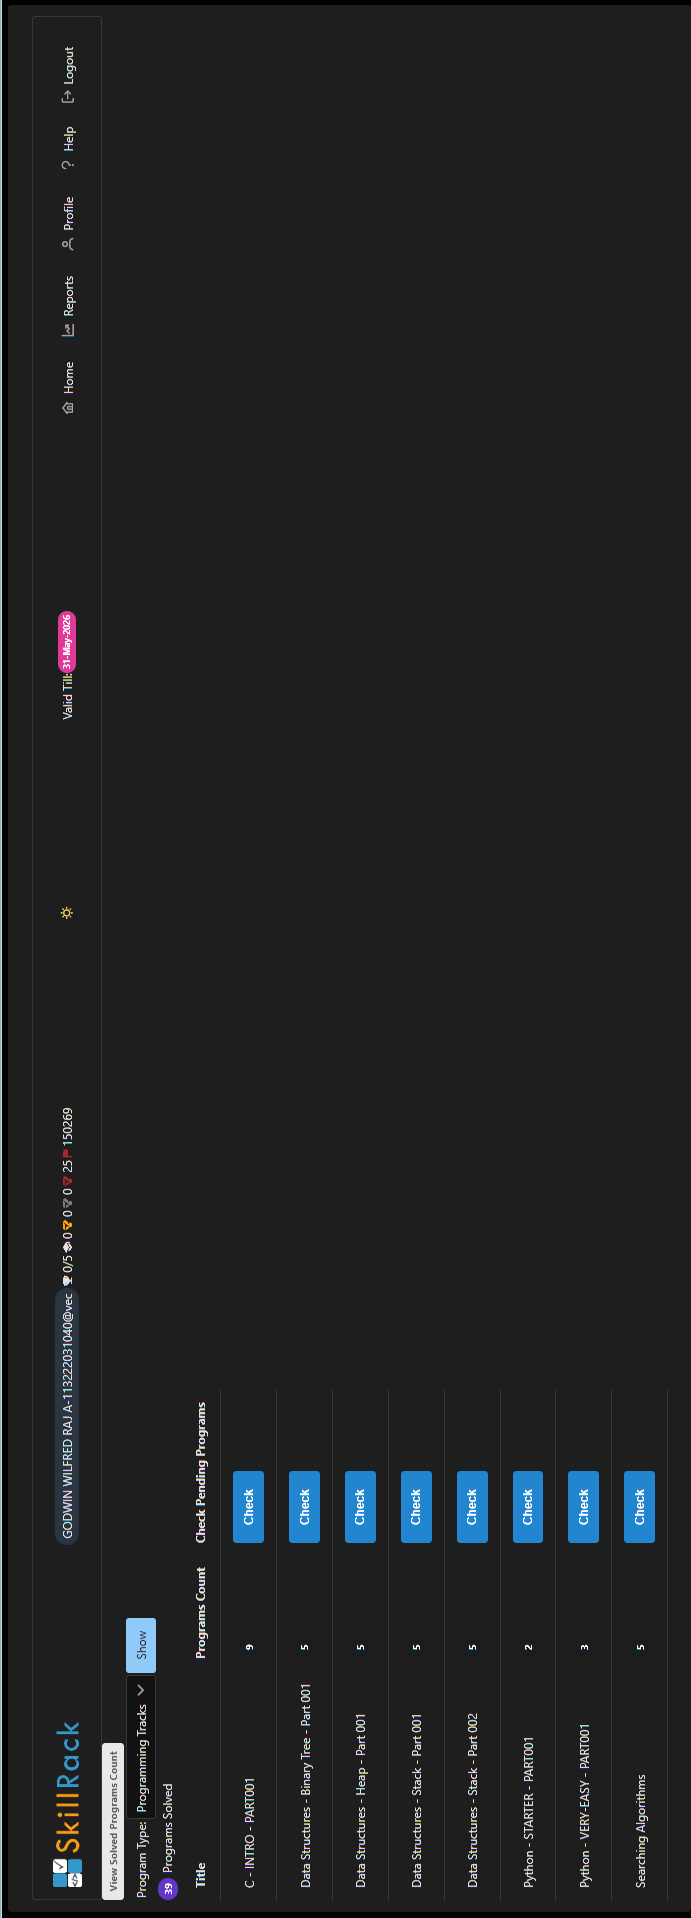 SkillRack GODWIN WILFRED RAJ A-113222031040@vec 0/5 0 0 0 25 150269 Valid Till: 31-May-2026 Home Reports Profile Help Logout
View Solved Programs Count
Program Type: Programming Tracks Show
39 Programs Solved
Title Programs Count Check Pending Programs
C - INTRO - PART001 9 Check
Data Structures - Binary Tree - Part 001 5 Check
Data Structures - Heap - Part 001 5 Check
Data Structures - Stack - Part 001 5 Check
Data Structures - Stack - Part 002 5 Check
Python - STARTER - PART001 2 Check
Python - VERY-EASY - PART001 3 Check
Searching Algorithms 5 Check